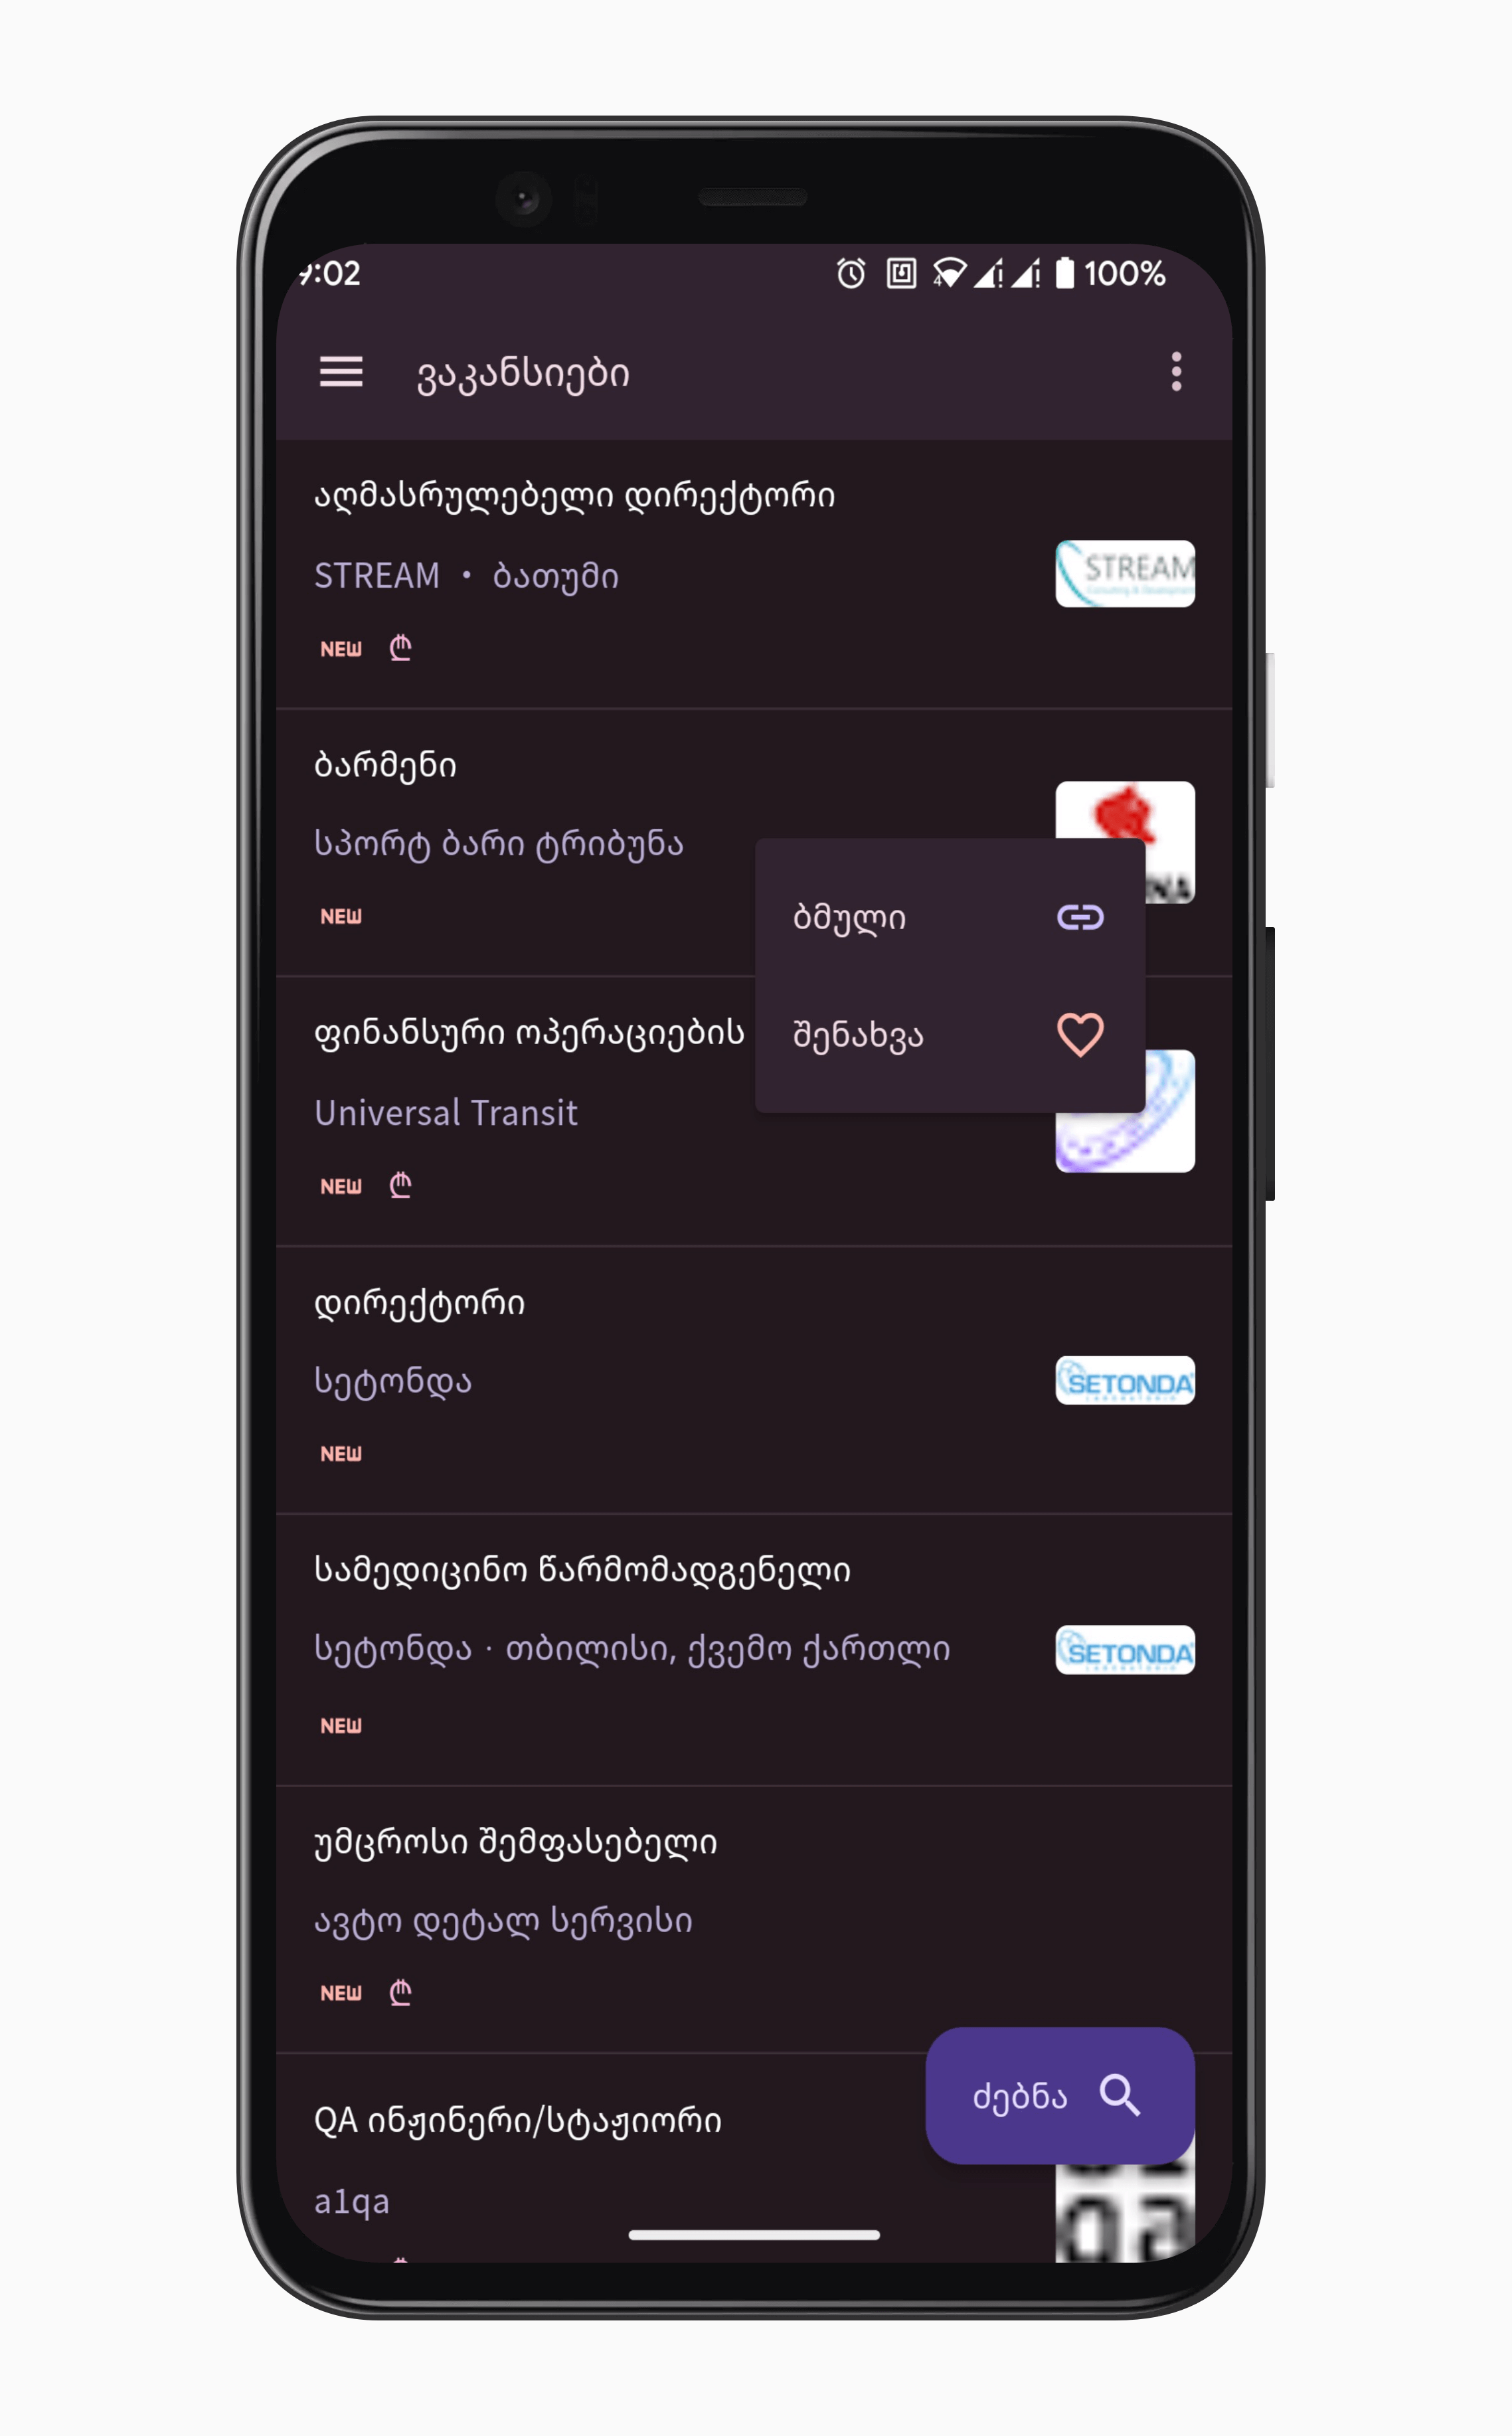 9:02 100%
ვაკანსიები
აღმასრულებელი დირექტორი
STREAM • ბათუმი
STREAM
NEW ₾
ბარმენი
სპორტ ბარი ტრიბუნა
NEW
ბმული
შენახვა
ფინანსური ოპერაციების
Universal Transit
NEW ₾
დირექტორი
სეტონდა
SETONDA
NEW
სამედიცინო წარმომადგენელი
სეტონდა · თბილისი, ქვემო ქართლი
SETONDA
NEW
უმცროსი შემფასებელი
ავტო დეტალ სერვისი
NEW ₾
ძებნა
QA ინჟინერი/სტაჟიორი
a1qa